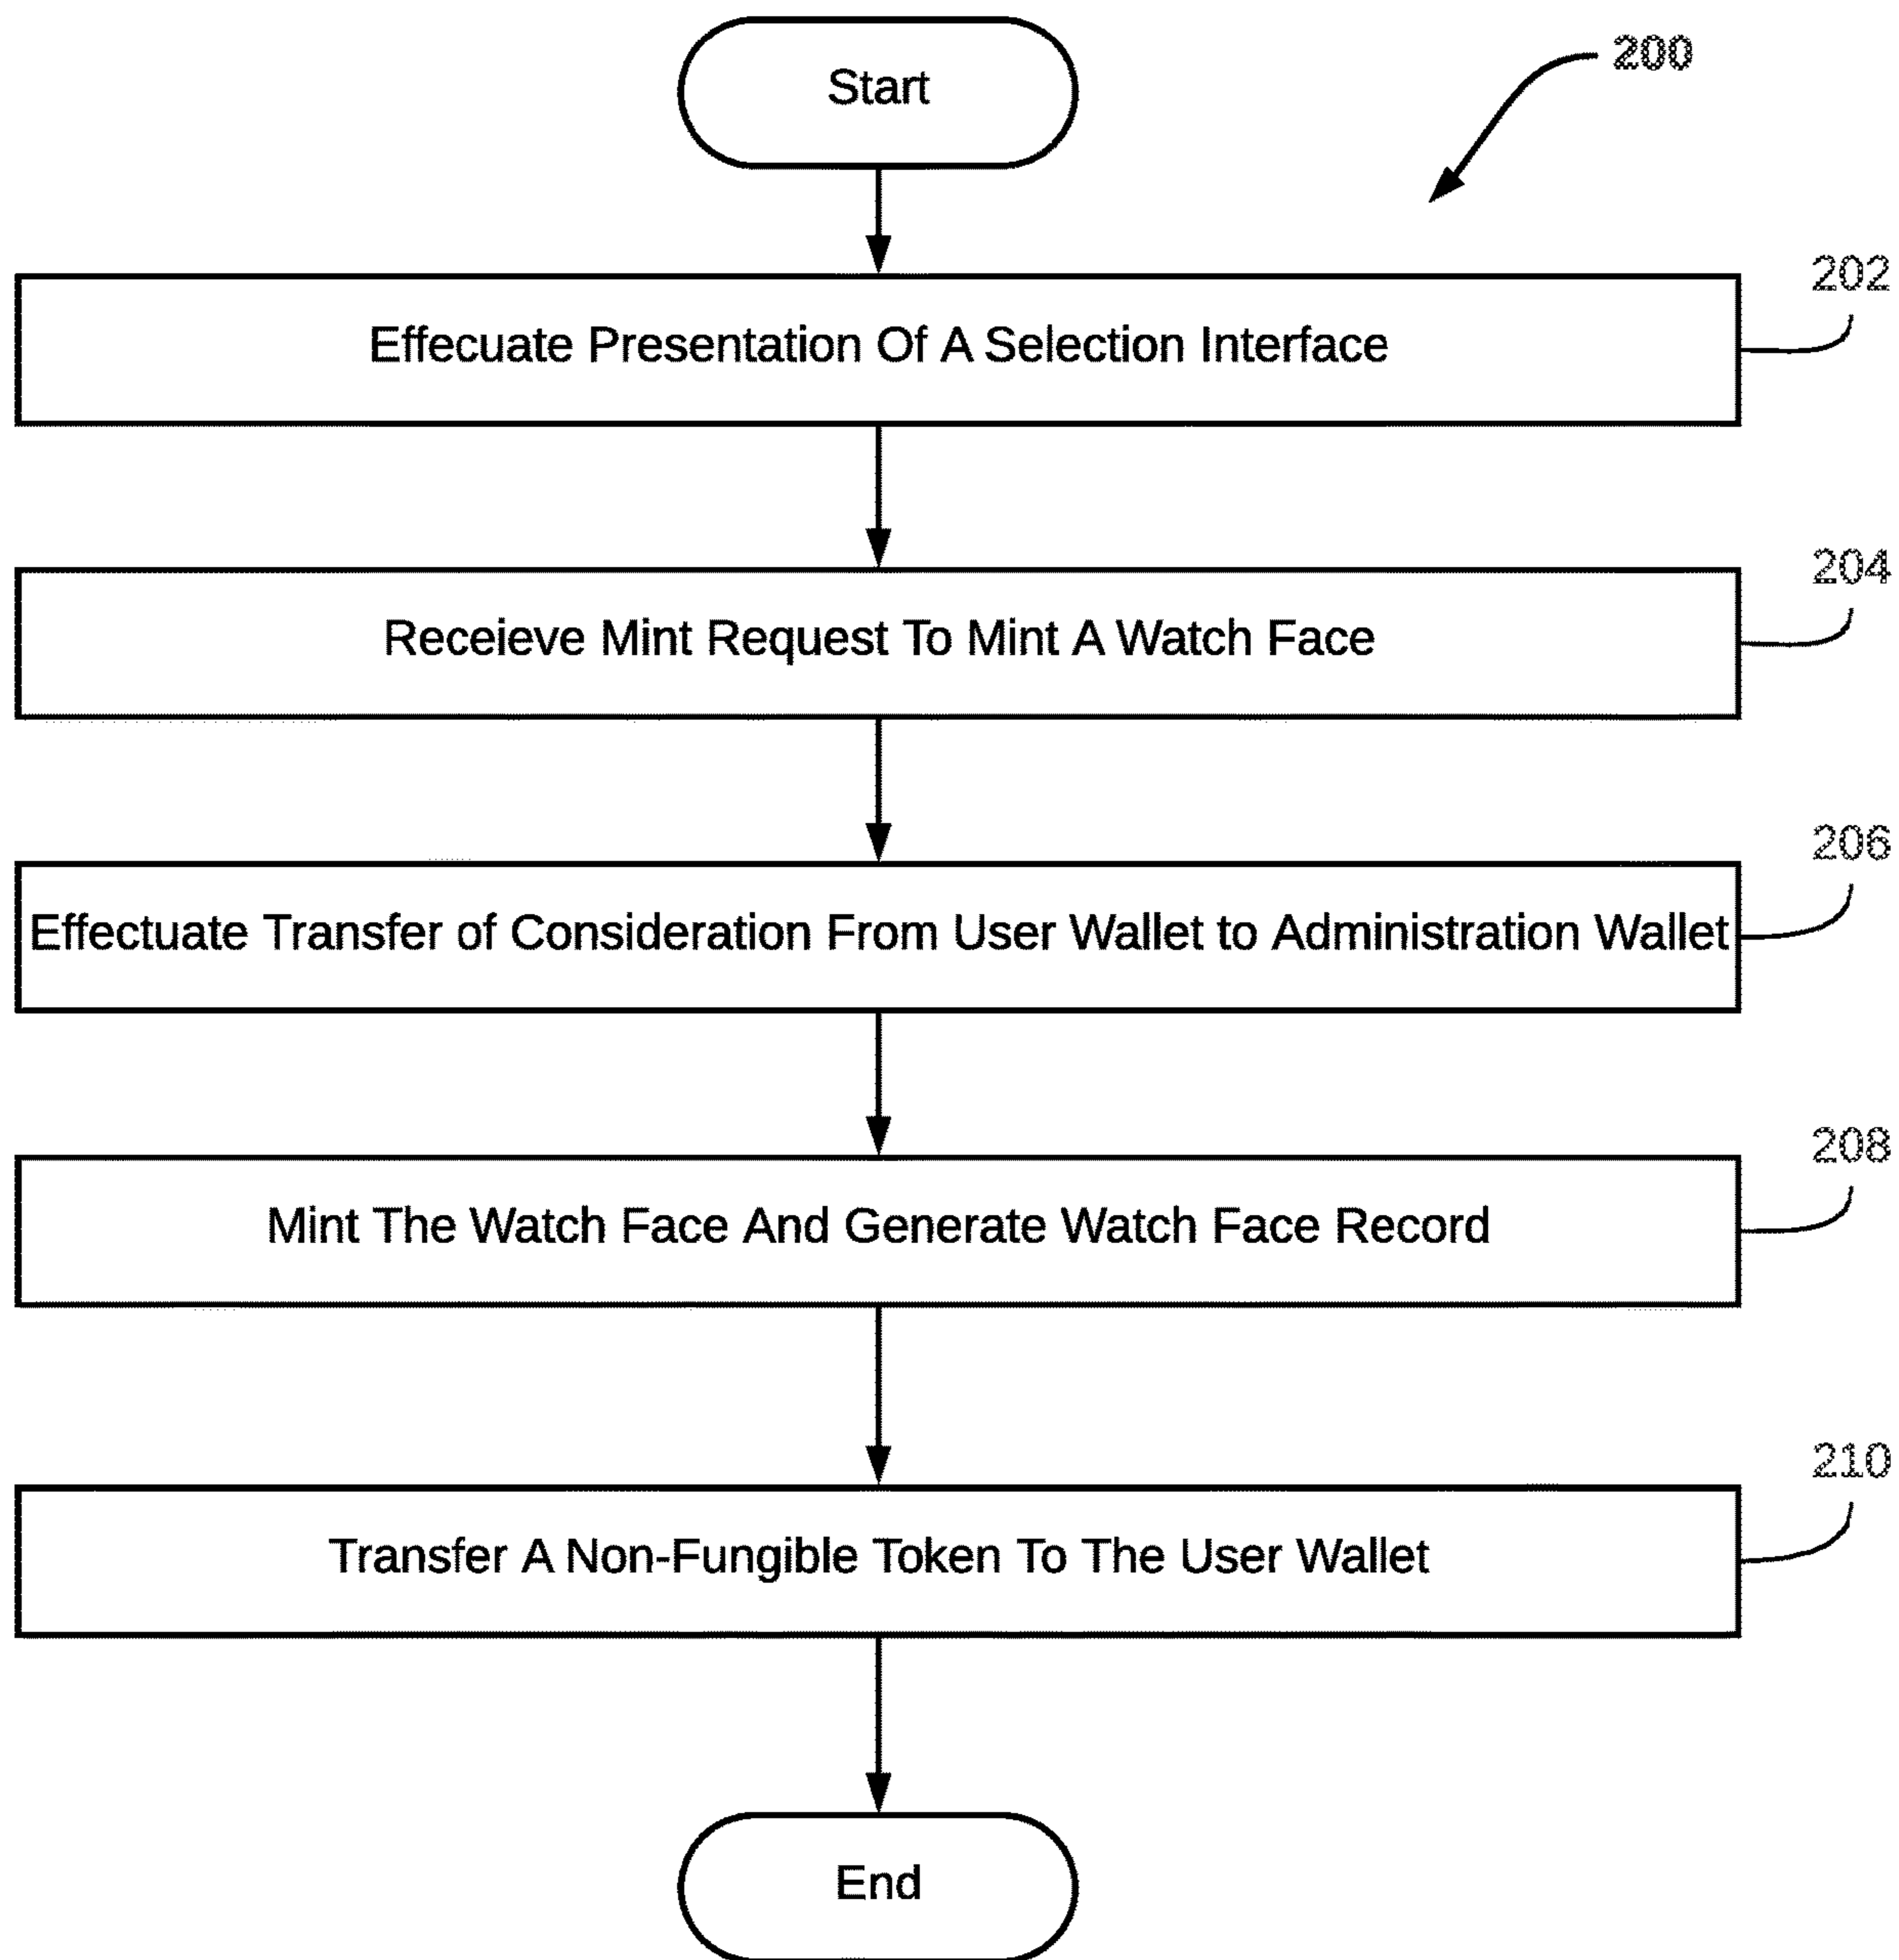 Start
200
202
Effecuate Presentation Of A Selection Interface
204
Receieve Mint Request To Mint A Watch Face
206
Effectuate Transfer of Consideration From User Wallet to Administration Wallet
208
Mint The Watch Face And Generate Watch Face Record
210
Transfer A Non-Fungible Token To The User Wallet
End